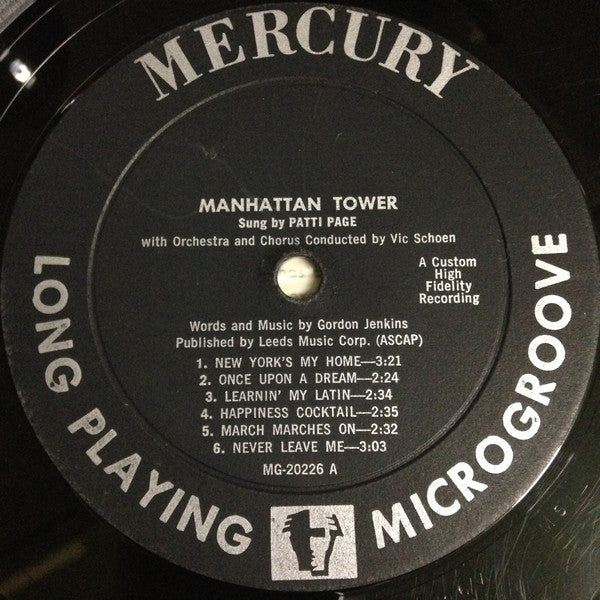 MERCURY
MANHATTAN TOWER
Sung by PATTI PAGE
with Orchestra and Chorus Conducted by Vic Schoen
A Custom
High
Fidelity
Recording
Words and Music by Gordon Jenkins
Published by Leeds Music Corp. (ASCAP)
1. NEW YORK'S MY HOME—3:21
2. ONCE UPON A DREAM—2:24
3. LEARNIN' MY LATIN—2:34
4. HAPPINESS COCKTAIL—2:35
5. MARCH MARCHES ON—2:32
6. NEVER LEAVE ME—3:03
MG-20226 A
LONG PLAYING MICROGROOVE